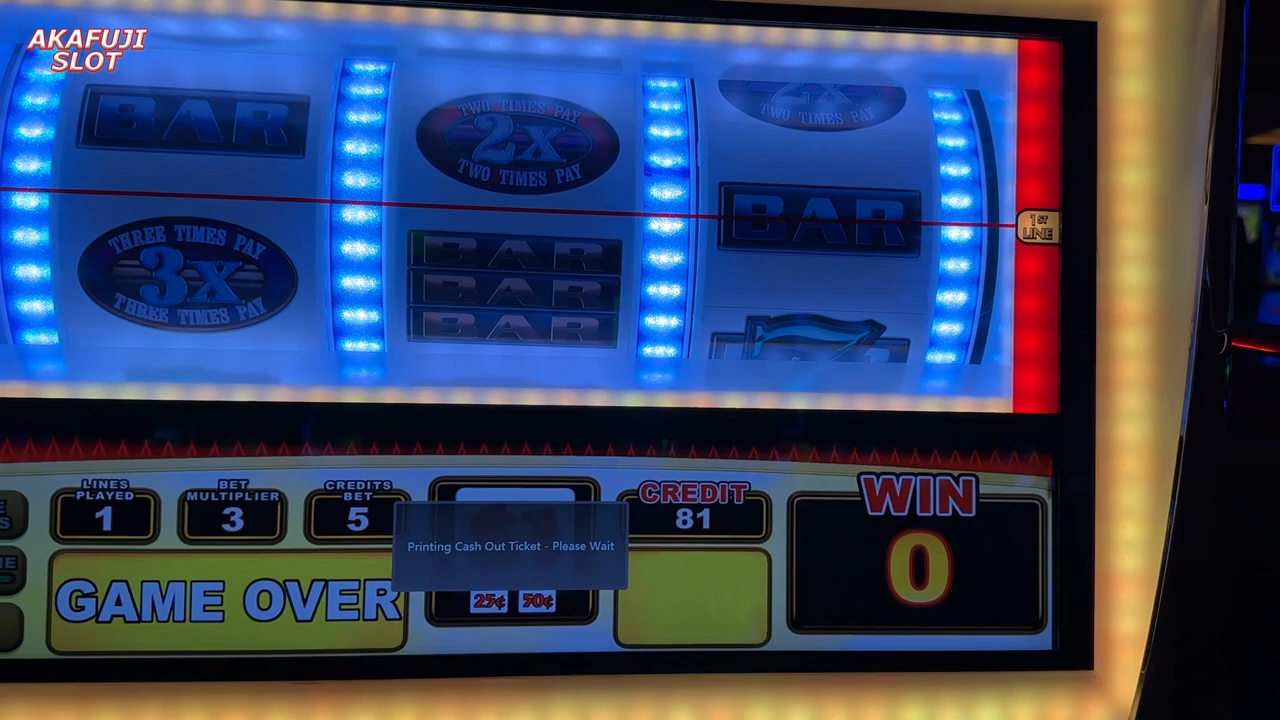 AKAFUJI
SLOT
BAR
TWO TIMES PAY
2X
TWO TIMES PAY
2X
TWO TIMES PAY
BAR
1ST
LINE
THREE TIMES PAY
3X
THREE TIMES PAY
BAR
BAR
BAR
7
LINES
PLAYED
1
BET
MULTIPLIER
3
CREDITS
BET
5
CREDIT
81
WIN
0
Printing Cash Out Ticket - Please Wait
GAME OVER
25¢
50¢